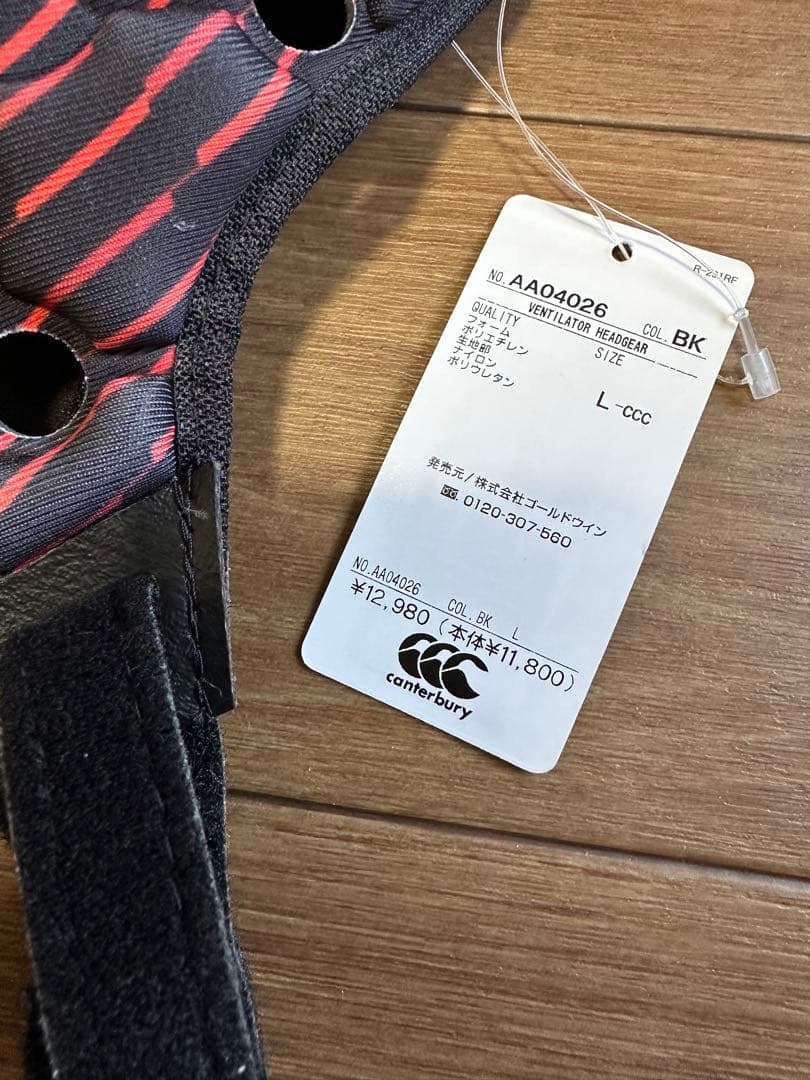 R-231RF
NO. AA04026 COL. BK
VENTILATOR HEADGEAR
QUALITY SIZE
フォーム
ポリエチレン
生地部
ナイロン
ポリウレタン
L-CCC
発売元/株式会社ゴールドウイン
0120-307-560
NO.AA04026 COL.BK L
¥12,980 (本体¥11,800)
canterbury